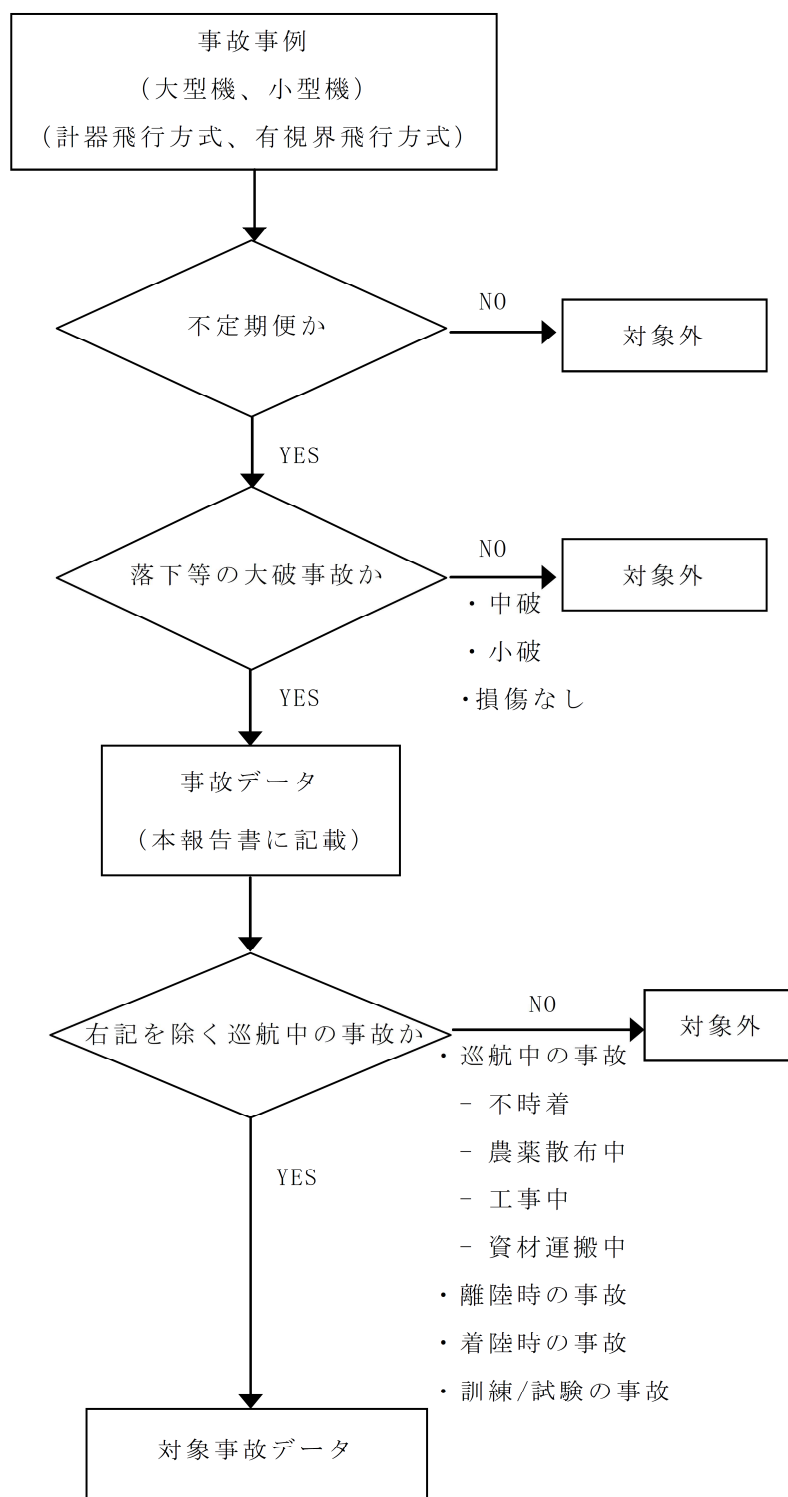 事故事例
（大型機、小型機）
（計器飛行方式、有視界飛行方式）
不定期便か
NO
対象外
YES
落下等の大破事故か
NO
対象外
・中破
・小破
・損傷なし
YES
事故データ
（本報告書に記載）
右記を除く巡航中の事故か
NO
対象外
・巡航中の事故
－ 不時着
－ 農薬散布中
－ 工事中
－ 資材運搬中
・離陸時の事故
・着陸時の事故
・訓練/試験の事故
YES
対象事故データ